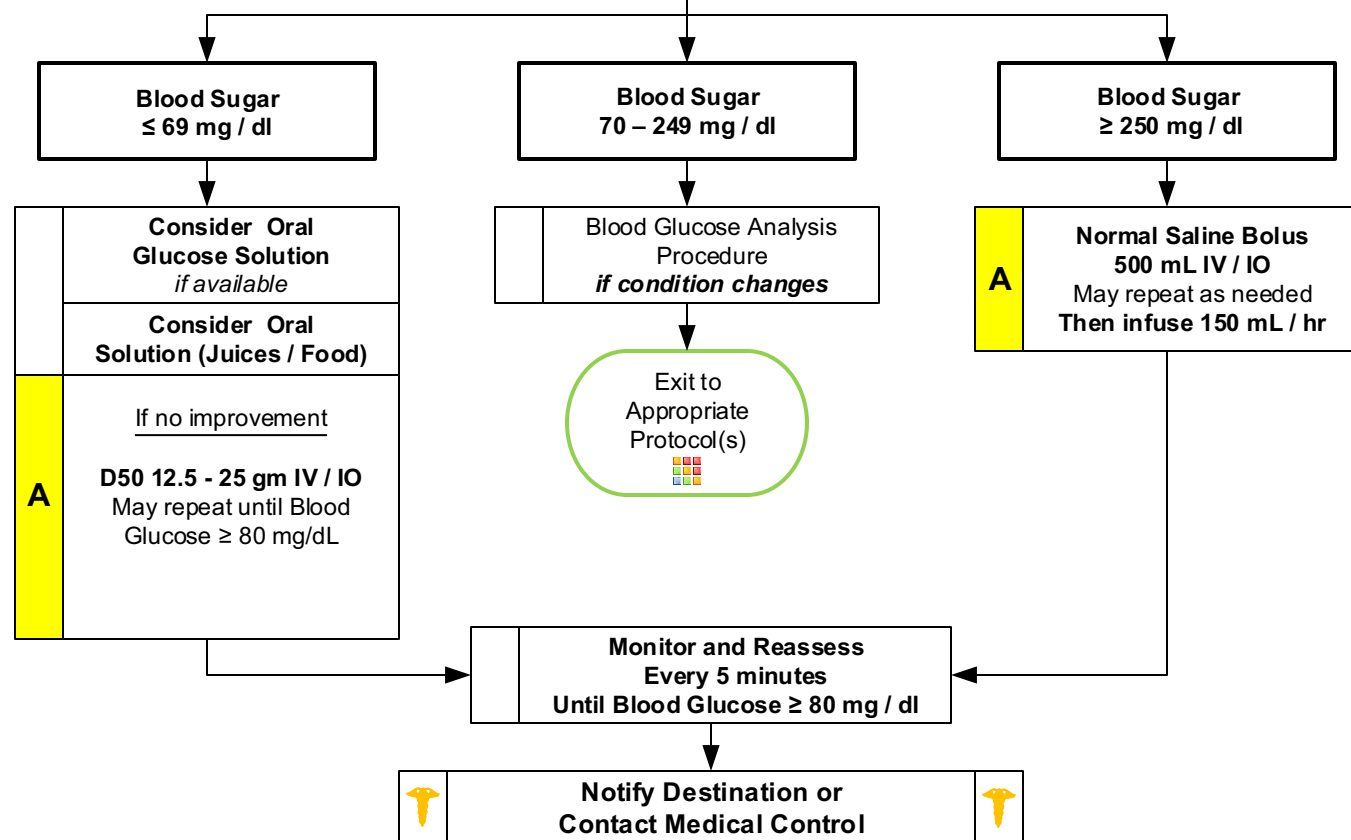 Blood Sugar
≤ 69 mg / dl
Blood Sugar
70 – 249 mg / dl
Blood Sugar
≥ 250 mg / dl
Consider Oral
Glucose Solution
if available
Consider Oral
Solution (Juices / Food)
A
If no improvement
D50 12.5 - 25 gm IV / IO
May repeat until Blood
Glucose ≥ 80 mg/dL
Blood Glucose Analysis
Procedure
if condition changes
Exit to
Appropriate
Protocol(s)
A
Normal Saline Bolus
500 mL IV / IO
May repeat as needed
Then infuse 150 mL / hr
Monitor and Reassess
Every 5 minutes
Until Blood Glucose ≥ 80 mg / dl
Notify Destination or
Contact Medical Control